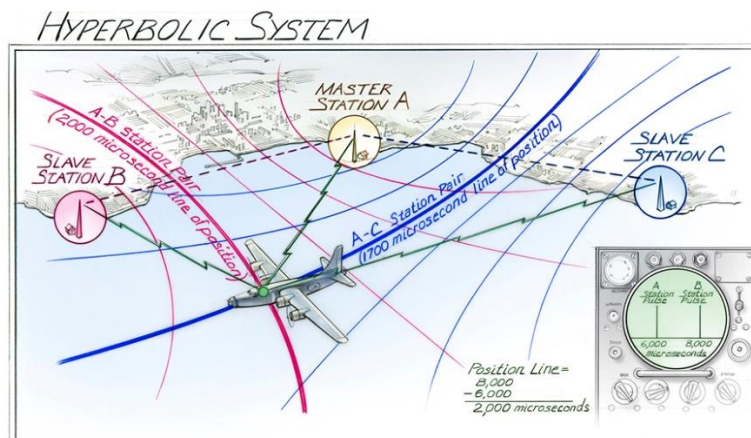 HYPERBOLIC SYSTEM
MASTER
STATION A
A-B station Pair
(2000 microsecond line of position)
SLAVE
STATION B
SLAVE
STATION C
A-C Station Pair
(1700 microsecond line of position)
A
Station
Pulse
B
Station
Pulse
6,000
8,000
microseconds
Position Line=
8,000
-6,000
2,000 microseconds